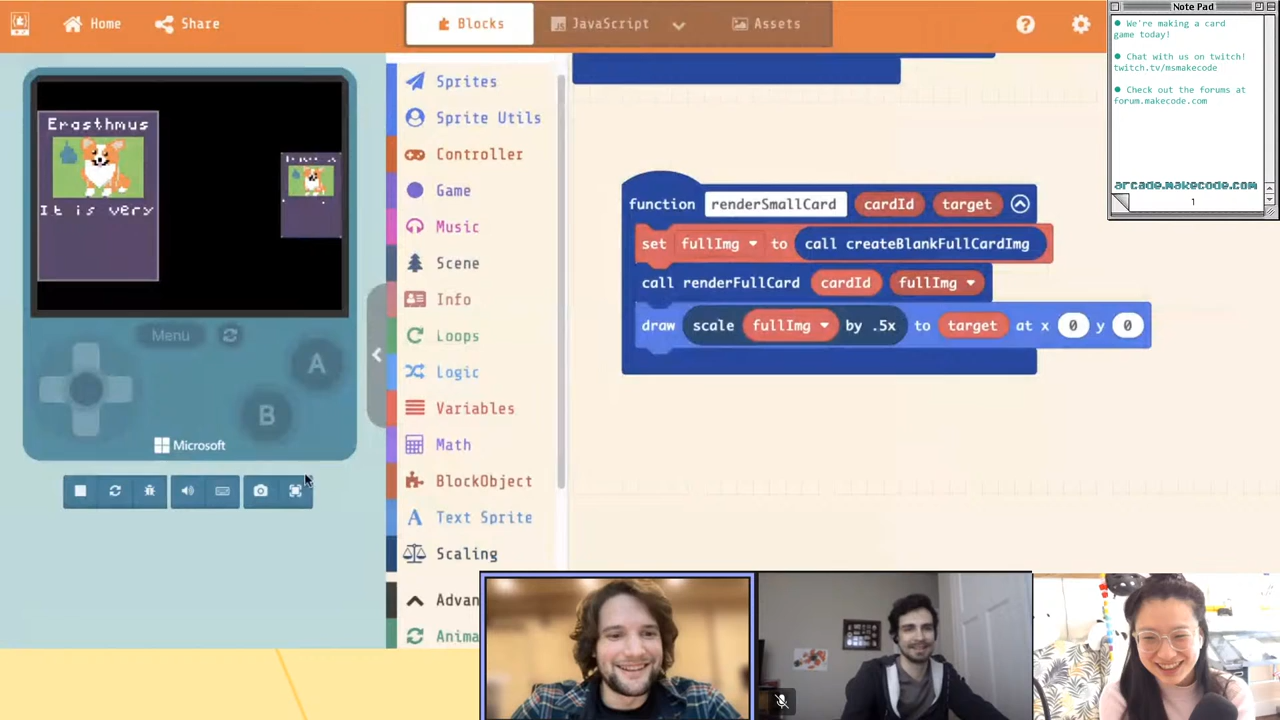 Home
Share
Blocks
JavaScript
Assets
?
Note Pad
We're making a card
game today!
Chat with us on twitch!
twitch.tv/msmakecode
Check out the forums at
forum.makecode.com
arcade.makecode.com
1
Erasthmus
It is very
Menu
A
B
Microsoft
Sprites
Sprite Utils
Controller
Game
Music
Scene
Info
Loops
Logic
Variables
Math
BlockObject
Text Sprite
Scaling
Advan
Anima
function renderSmallCard cardId target
set fullImg to call createBlankFullCardImg
call renderFullCard cardId fullImg
draw scale fullImg by .5x to target at x 0 y 0